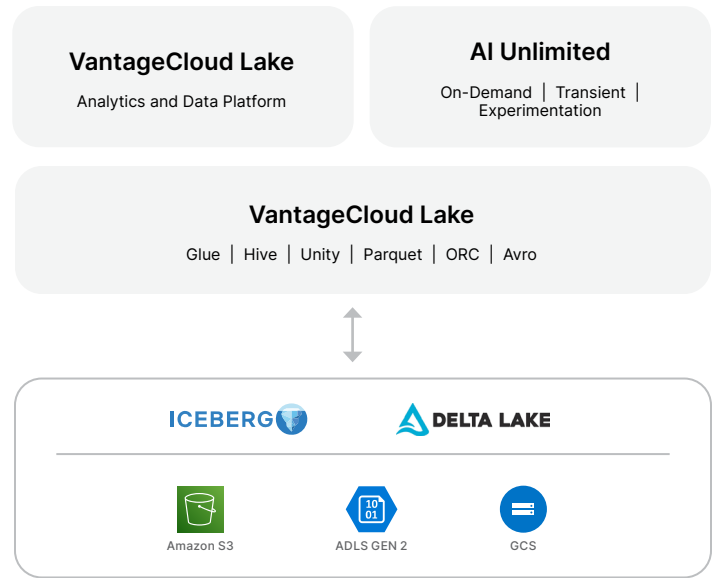 VantageCloud Lake
Analytics and Data Platform
AI Unlimited
On-Demand | Transient |
Experimentation
VantageCloud Lake
Glue | Hive | Unity | Parquet | ORC | Avro
ICEBERG
DELTA LAKE
10
01
Amazon S3
ADLS GEN 2
GCS